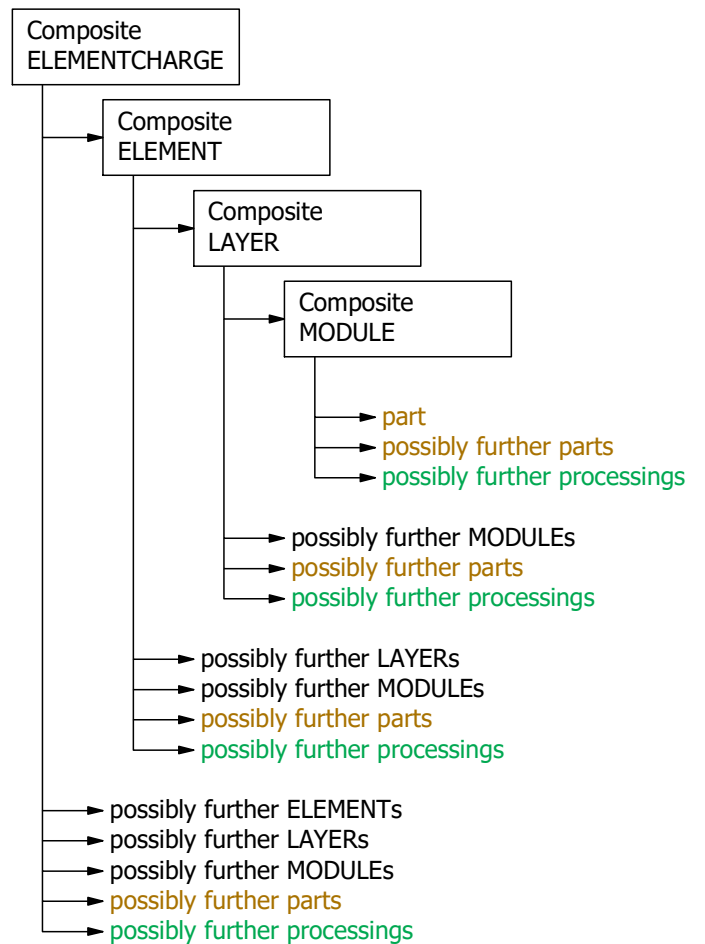 Composite
ELEMENTCHARGE
Composite
ELEMENT
Composite
LAYER
Composite
MODULE
part
possibly further parts
possibly further processings
possibly further MODULEs
possibly further parts
possibly further processings
possibly further LAYERs
possibly further MODULEs
possibly further parts
possibly further processings
possibly further ELEMENTs
possibly further LAYERs
possibly further MODULEs
possibly further parts
possibly further processings